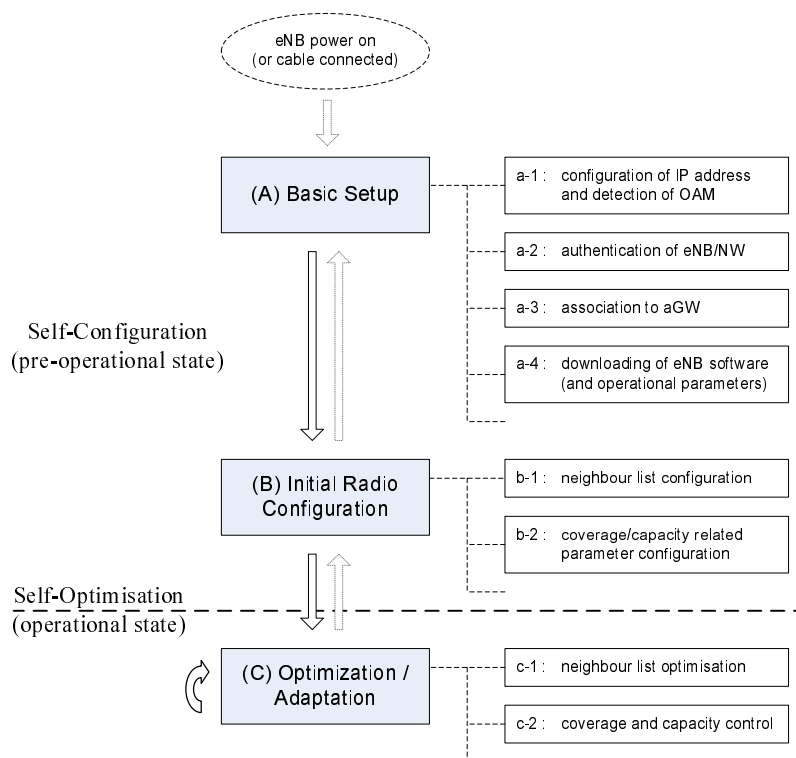 eNB power on
(or cable connected)
(A) Basic Setup
a-1 : configuration of IP address
and detection of OAM
a-2 : authentication of eNB/NW
a-3 : association to aGW
a-4 : downloading of eNB software
(and operational parameters)
Self-Configuration
(pre-operational state)
(B) Initial Radio
Configuration
b-1 : neighbour list configuration
b-2 : coverage/capacity related
parameter configuration
Self-Optimisation
(operational state)
(C) Optimization /
Adaptation
c-1 : neighbour list optimisation
c-2 : coverage and capacity control